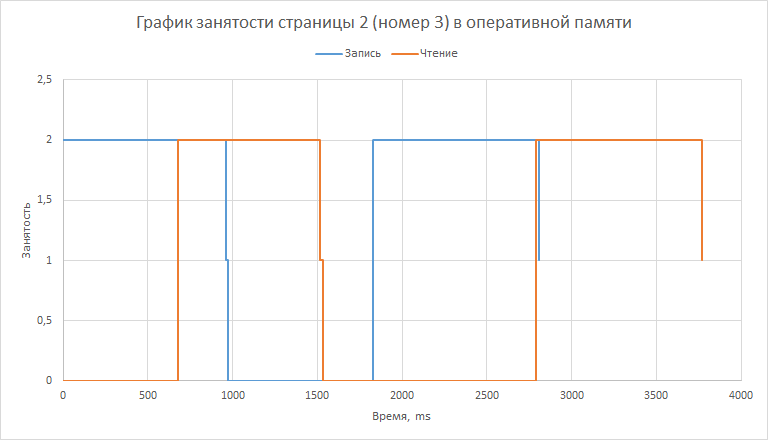 График занятости страницы 2 (номер 3) в оперативной памяти
Запись Чтение
2,5
2
1,5
1
0,5
0
Занятость
0 500 1000 1500 2000 2500 3000 3500 4000
Время, ms